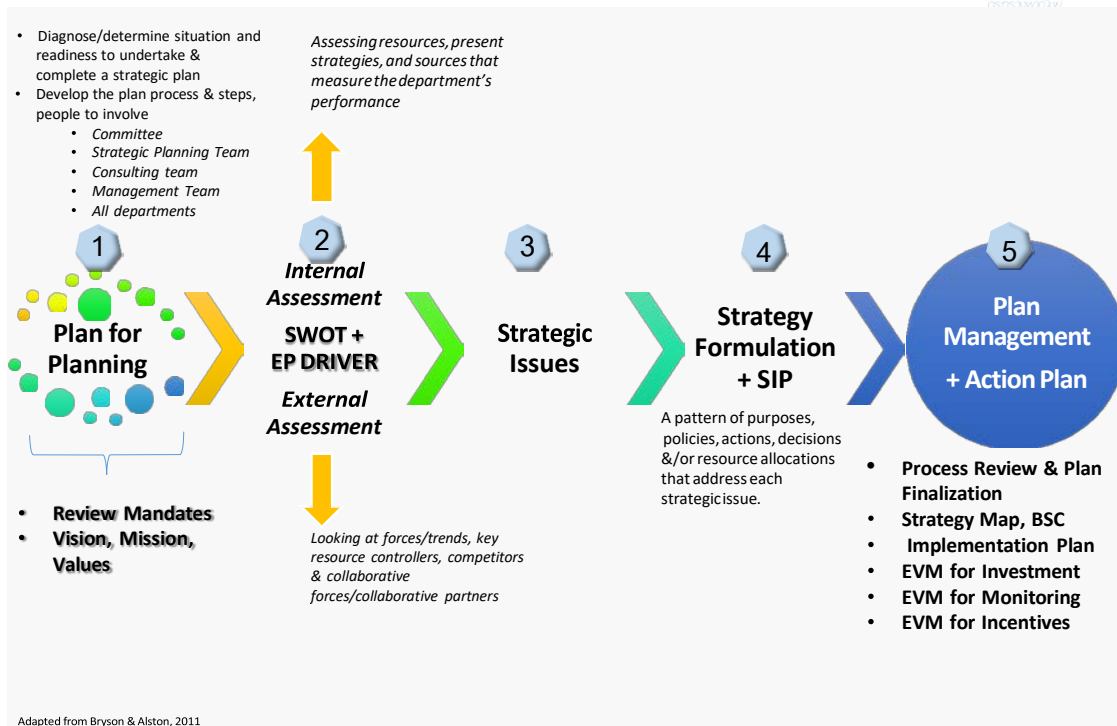 • Diagnose/determine situation and
readiness to undertake &
complete a strategic plan
• Develop the plan process & steps,
people to involve
• Committee
• Strategic Planning Team
• Consulting team
• Management Team
• All departments
Assessing resources, present
strategies, and sources that
measure the department's
performance
1
2
3
4
5
Plan for
Planning
Internal
Assessment
SWOT +
EP DRIVER
External
Assessment
Strategic
Issues
Strategy
Formulation
+ SIP
Plan
Management
+ Action Plan
• Review Mandates
• Vision, Mission,
Values
Looking at forces/trends, key
resource controllers, competitors
& collaborative
forces/collaborative partners
A pattern of purposes,
policies, actions, decisions
&/or resource allocations
that address each
strategic issue.
• Process Review & Plan
Finalization
• Strategy Map, BSC
• Implementation Plan
• EVM for Investment
• EVM for Monitoring
• EVM for Incentives
Adapted from Bryson & Alston, 2011